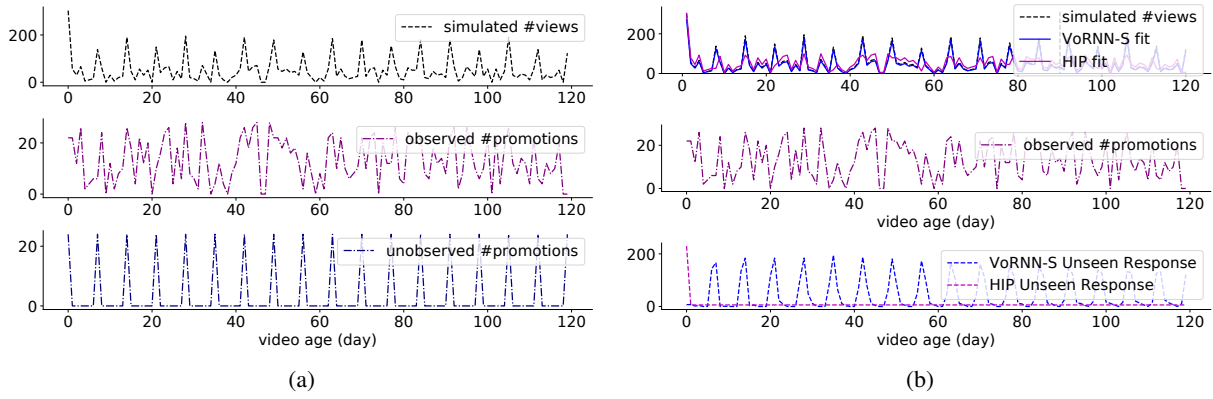 simulated #views
200
0
0 20 40 60 80 100 120
observed #promotions
20
0
0 20 40 60 80 100 120
unobserved #promotions
20
0
0 20 40 60 80 100 120
video age (day)
(a)
simulated #views
VoRNN-S fit
HIP fit
200
0
0 20 40 60 80 100 120
observed #promotions
20
0
0 20 40 60 80 100 120
video age (day)
VoRNN-S Unseen Response
HIP Unseen Response
200
0
0 20 40 60 80 100 120
video age (day)
(b)